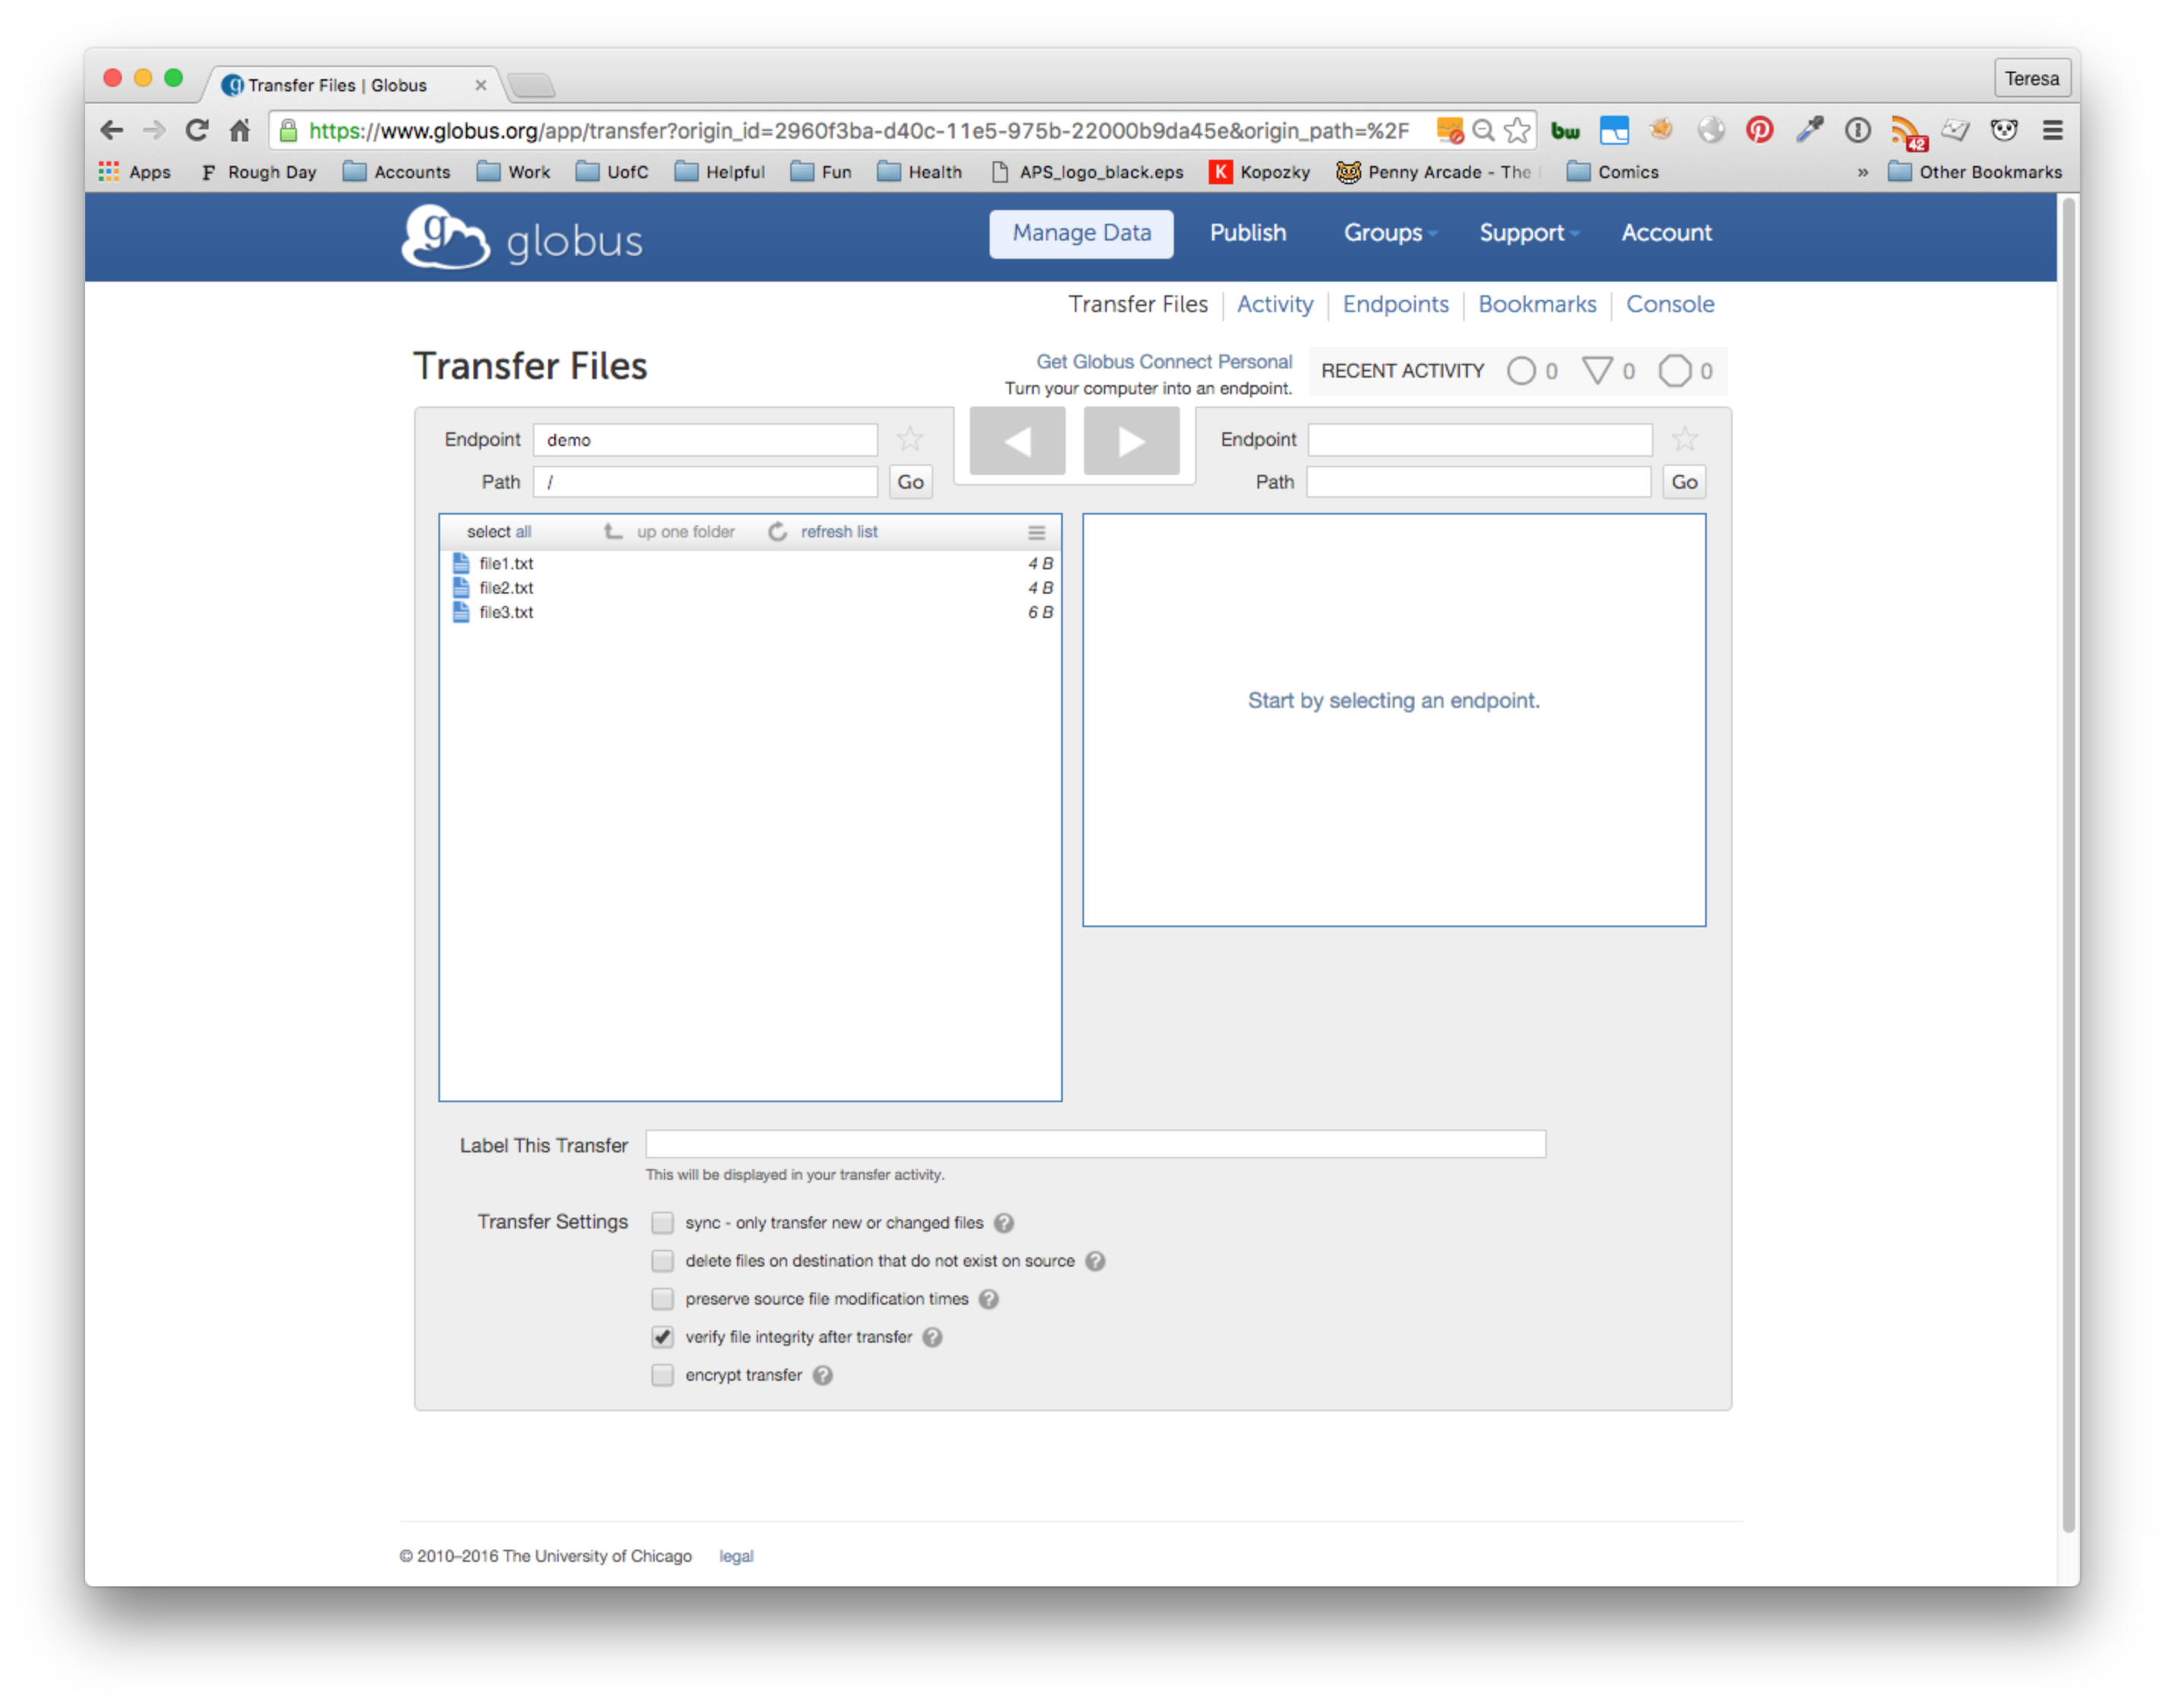 Transfer Files | Globus
Teresa
https://www.globus.org/app/transfer?origin_id=2960f3ba-d40c-11e5-975b-22000b9da45e&origin_path=%2F
bw
42
Apps
F Rough Day
Accounts
Work
UofC
Helpful
Fun
Health
APS_logo_black.eps
K Kopozky
Penny Arcade - The
Comics
»
Other Bookmarks
g globus
Manage Data
Publish
Groups
Support
Account
Transfer Files | Activity | Endpoints | Bookmarks | Console
Transfer Files
Get Globus Connect Personal
Turn your computer into an endpoint.
RECENT ACTIVITY 0 0 0
Endpoint demo
Path /
Go
Endpoint
Path
Go
select all
up one folder
refresh list
file1.txt 4 B
file2.txt 4 B
file3.txt 6 B
Start by selecting an endpoint.
Label This Transfer
This will be displayed in your transfer activity.
Transfer Settings
sync - only transfer new or changed files ?
delete files on destination that do not exist on source ?
preserve source file modification times ?
verify file integrity after transfer ?
encrypt transfer ?
© 2010–2016 The University of Chicago legal